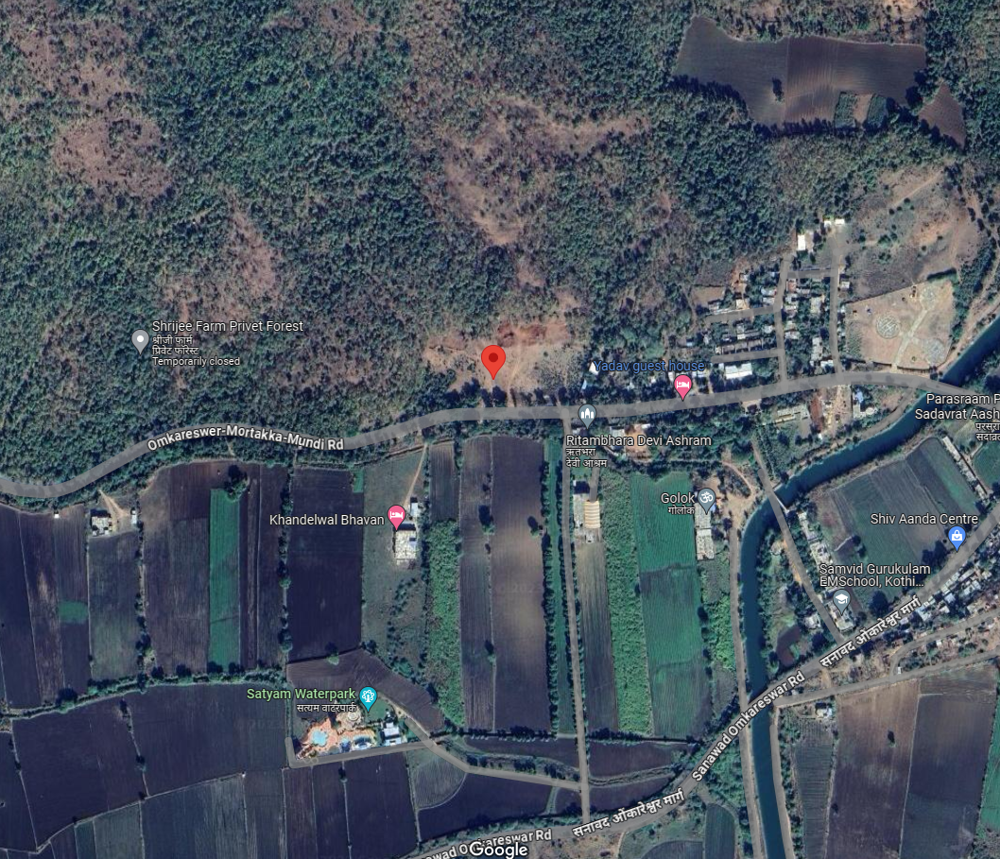 Shrijee Farm Privet Forest
श्रीजी फार्म
प्रिवेट फॉरेस्ट
Temporarily closed
Yadav guest house
Omkareswer-Mortakka-Mundi Rd
Parasraam P
Sadavrat Aash
परसरा
सदाव्र
Ritambhara Devi Ashram
ऋतंभरा
देवी आश्रम
Golok
गोलोक
Khandelwal Bhavan
Shiv Aanda Centre
Samvid Gurukulam
EMSchool, Kothi...
सनावद ओंकारेश्वर मार्ग
Sanawad Omkareswar Rd
Satyam Waterpark
सत्यम वाटरपार्क
सनावद ओंकारेश्वर मार्ग
awad Omkareswar Rd
Google